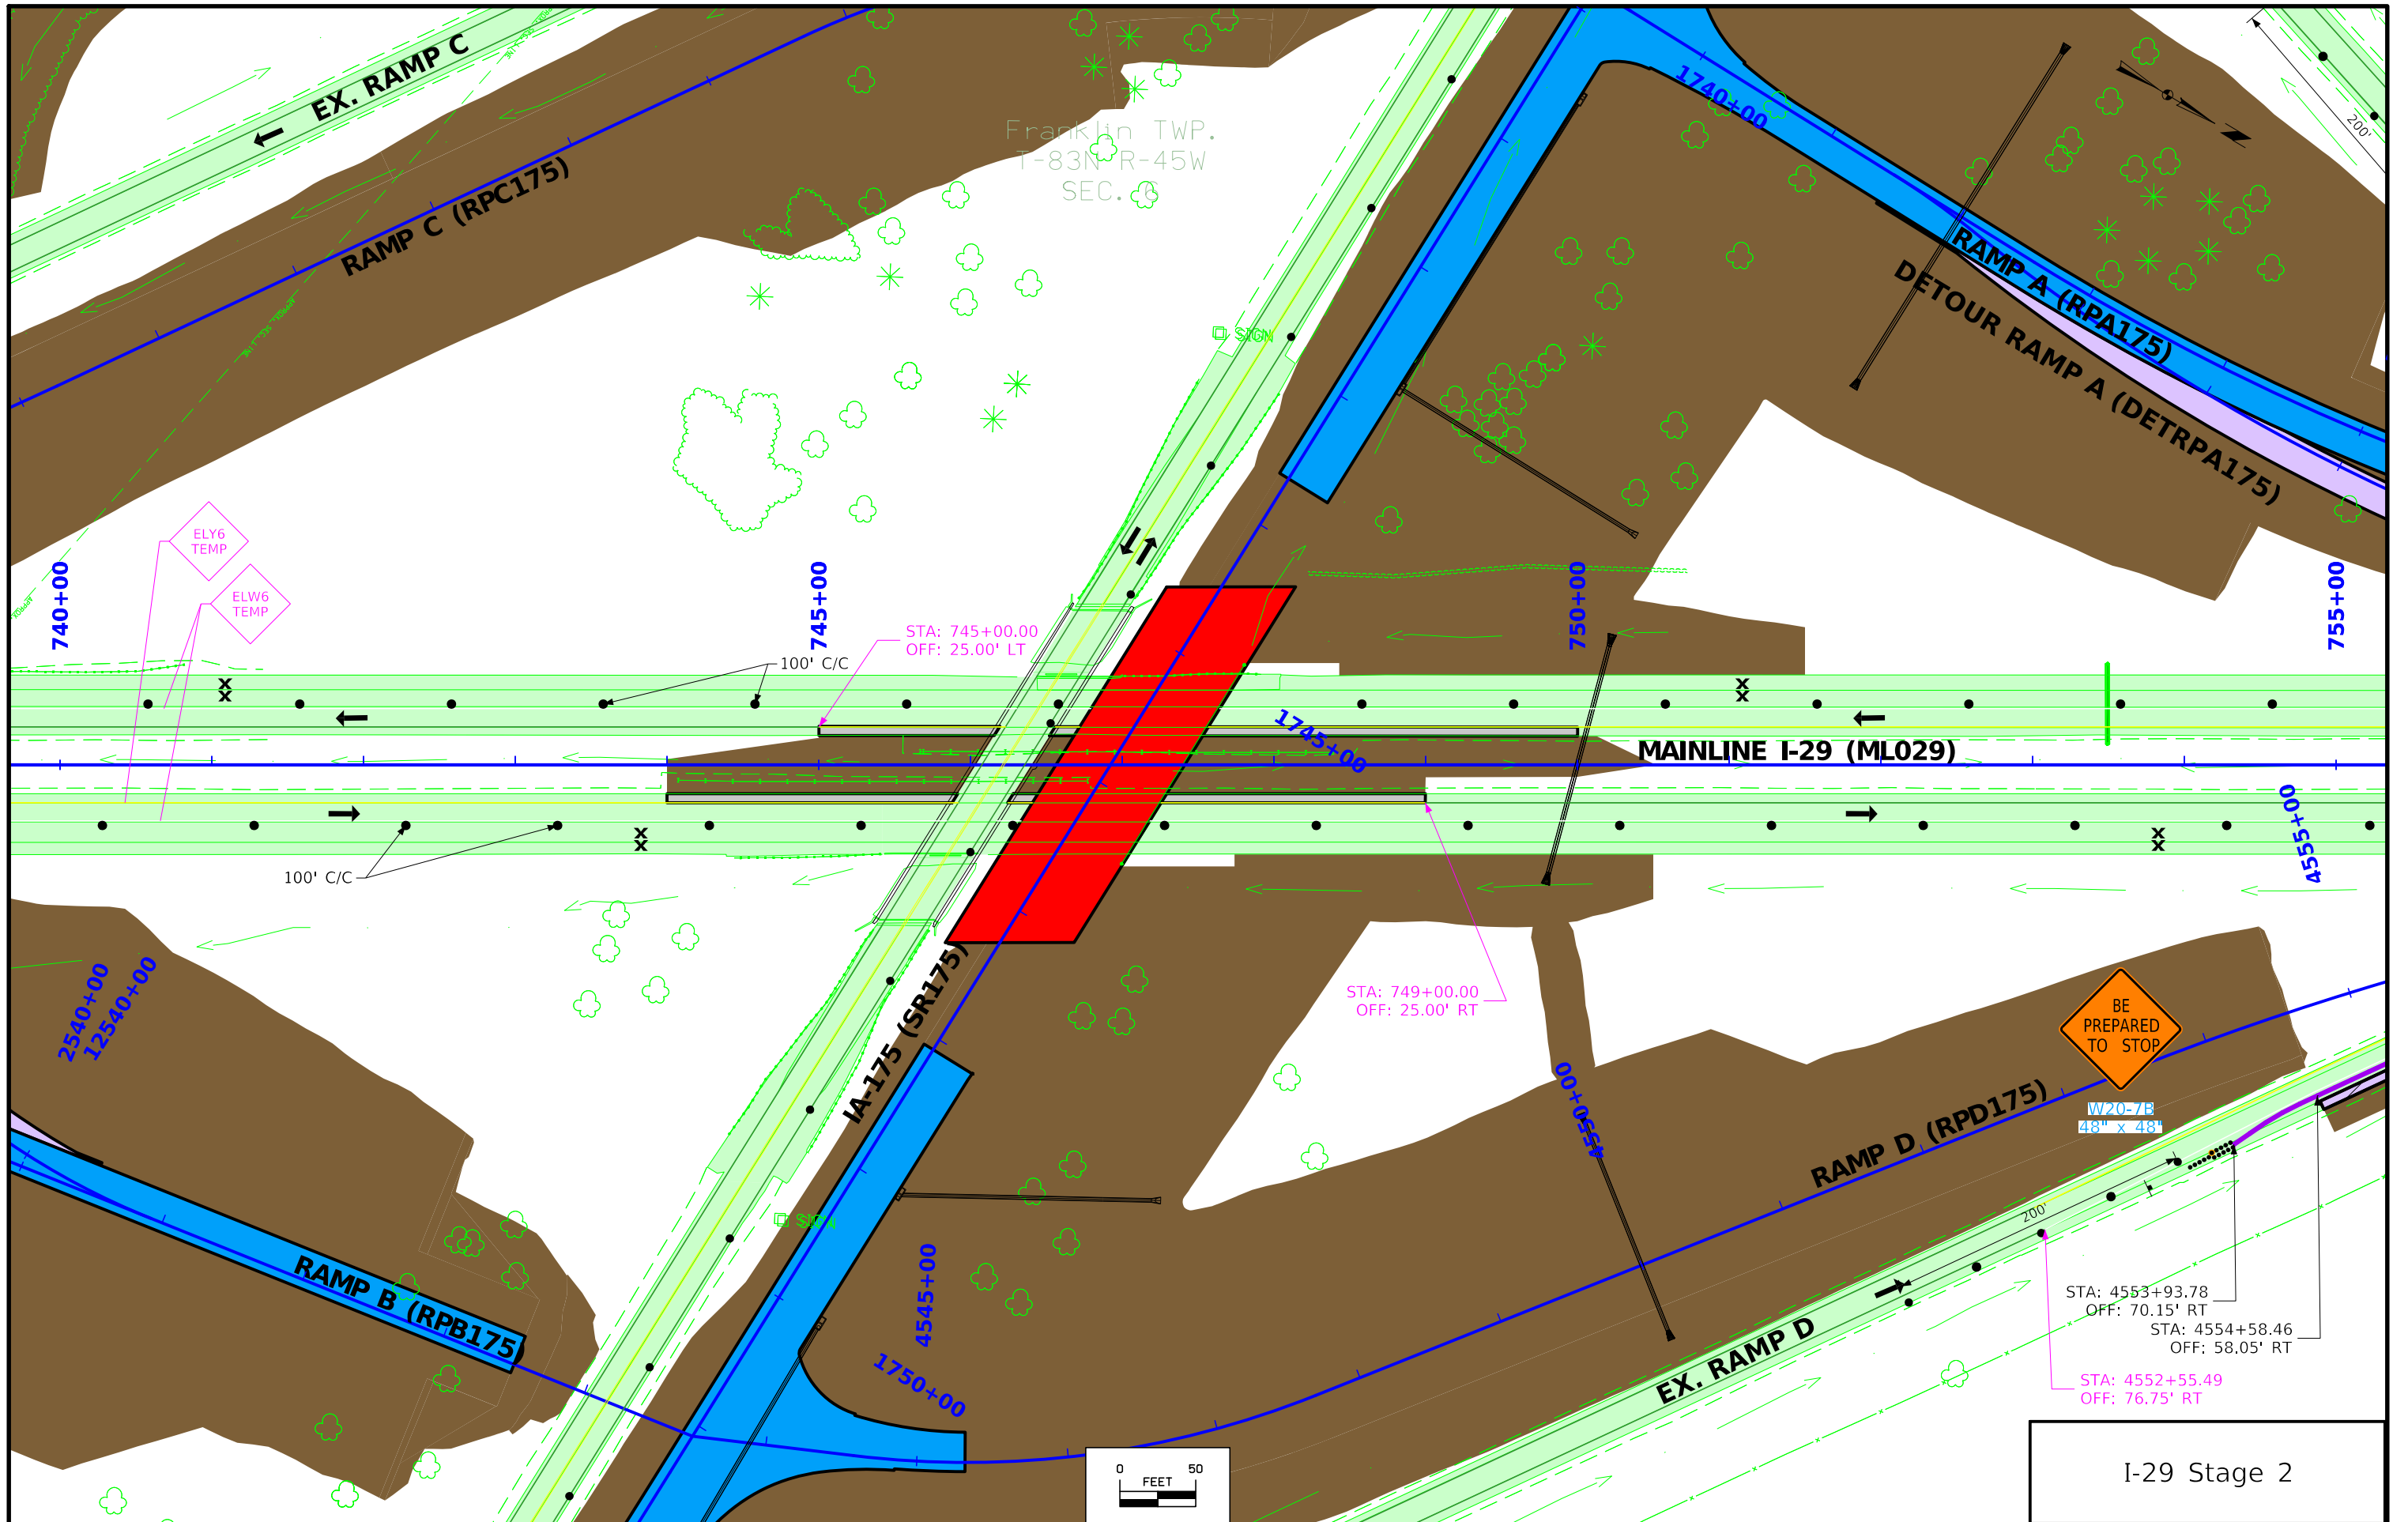 EX. RAMP C
RAMP C (RPC175)
Franklin TWP.
T-83N R-45W
SEC. 6
1740+00
N
200'
RAMP A (RPA175)
DETOUR RAMP A (DETRPA175)
SIGN
ELY6
TEMP
ELW6
TEMP
740+00
745+00
750+00
755+00
STA: 745+00.00
OFF: 25.00' LT
100' C/C
X
X
X
X
1745+00
MAINLINE I-29 (ML029)
X
X
X
X
100' C/C
4555+00
2540+00
12540+00
IA-175 (SR175)
STA: 749+00.00
OFF: 25.00' RT
BE
PREPARED
TO STOP
W20-7B
48" x 48"
4550+00
RAMP D (RPD175)
SIGN
RAMP B (RPB175)
200'
4545+00
1750+00
STA: 4553+93.78
OFF: 70.15' RT
STA: 4554+58.46
OFF: 58.05' RT
STA: 4552+55.49
OFF: 76.75' RT
EX. RAMP D
0 50
FEET
I-29 Stage 2